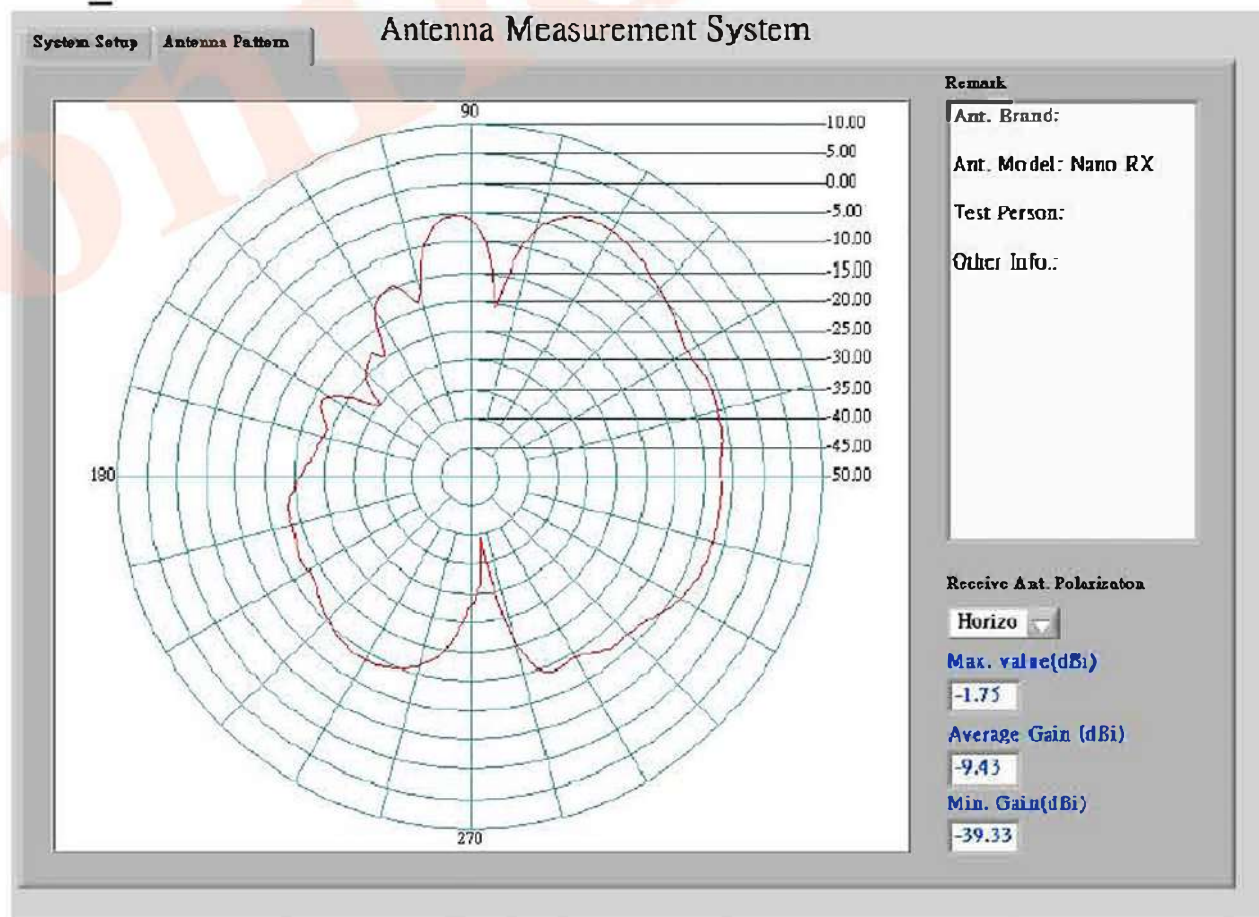 Antenna Measurement System
System Setup Antenna Pattern
90
10.00
5.00
0.00
-5.00
-10.00
-15.00
-20.00
-25.00
-30.00
-35.00
-40.00
-45.00
-50.00
180
270
Remark
Ant. Brand:
Ant. Model: Nano RX
Test Person:
Other Info.:
Receive Ant. Polarizaton
Horizo
Max. value(dBi)
-1.75
Average Gain (dBi)
-9.43
Min. Gain(dBi)
-39.33